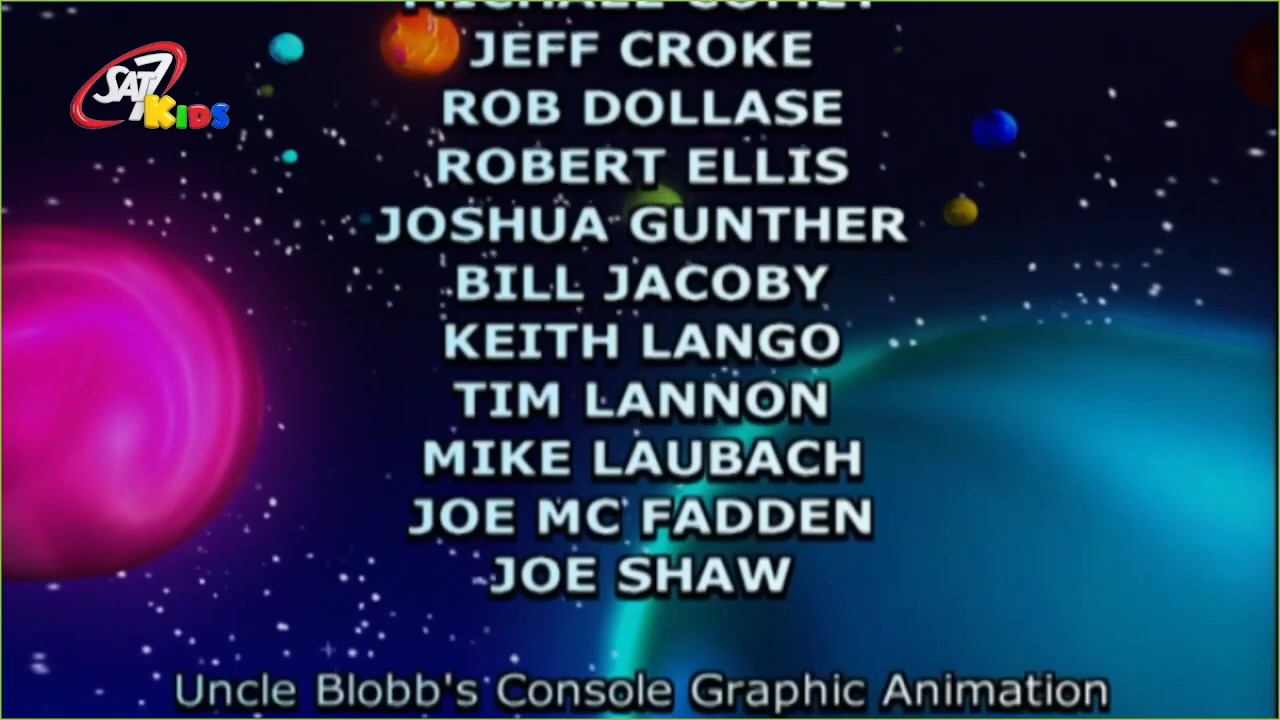 SAT7
KIDS
JEFF CROKE
ROB DOLLASE
ROBERT ELLIS
JOSHUA GUNTHER
BILL JACOBY
KEITH LANGO
TIM LANNON
MIKE LAUBACH
JOE MC FADDEN
JOE SHAW
Uncle Blobb's Console Graphic Animation